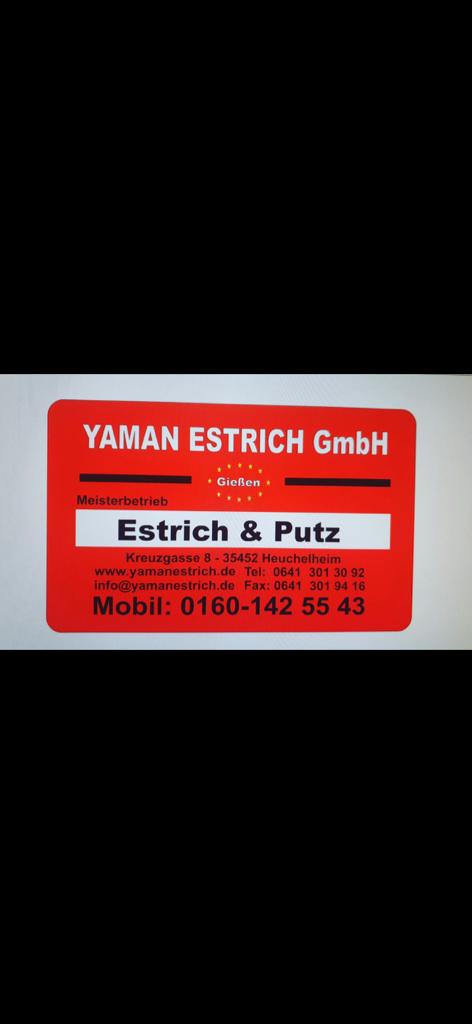 YAMAN ESTRICH GmbH
Gießen
Meisterbetrieb
Estrich & Putz
Kreuzgasse 8 - 35452 Heuchelheim
www.yamanestrich.de Tel: 0641 301 30 92
info@yamanestrich.de Fax: 0641 301 94 16
Mobil: 0160-142 55 43